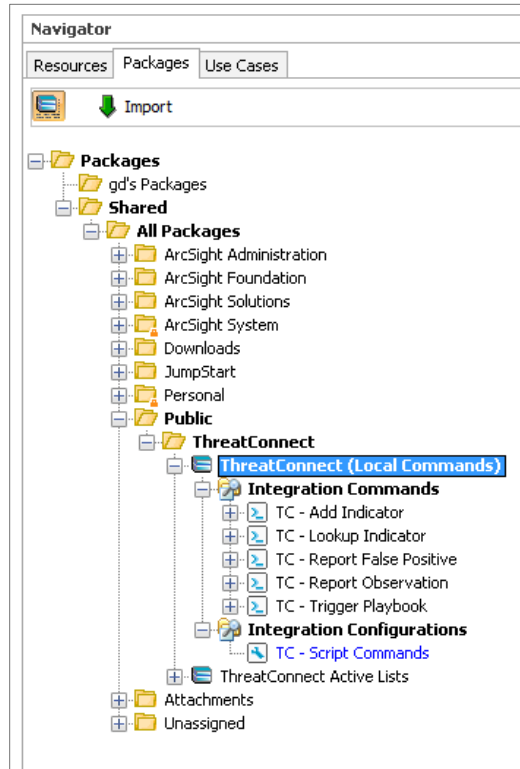 Navigator
Resources Packages Use Cases
Import
Packages
gd's Packages
Shared
All Packages
ArcSight Administration
ArcSight Foundation
ArcSight Solutions
ArcSight System
Downloads
JumpStart
Personal
Public
ThreatConnect
ThreatConnect (Local Commands)
Integration Commands
TC - Add Indicator
TC - Lookup Indicator
TC - Report False Positive
TC - Report Observation
TC - Trigger Playbook
Integration Configurations
TC - Script Commands
ThreatConnect Active Lists
Attachments
Unassigned